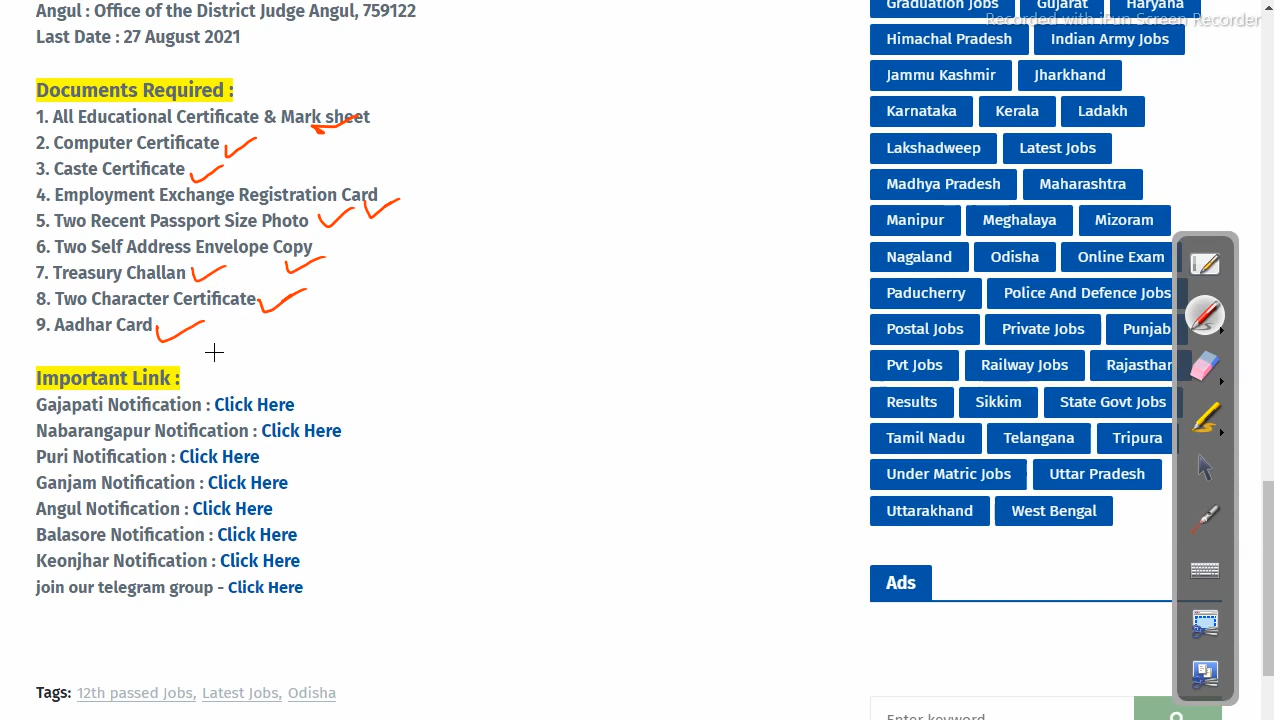 Angul : Office of the District Judge Angul, 759122
Last Date : 27 August 2021
Documents Required :
1. All Educational Certificate & Mark sheet
2. Computer Certificate
3. Caste Certificate
4. Employment Exchange Registration Card
5. Two Recent Passport Size Photo
6. Two Self Address Envelope Copy
7. Treasury Challan
8. Two Character Certificate
9. Aadhar Card
Important Link :
Gajapati Notification : Click Here
Nabarangapur Notification : Click Here
Puri Notification : Click Here
Ganjam Notification : Click Here
Angul Notification : Click Here
Balasore Notification : Click Here
Keonjhar Notification : Click Here
join our telegram group - Click Here
Tags: 12th passed Jobs, Latest Jobs, Odisha
Graduation Jobs Gujarat Haryana
Recorded with iFun Screen Recorder
Himachal Pradesh Indian Army Jobs
Jammu Kashmir Jharkhand
Karnataka Kerala Ladakh
Lakshadweep Latest Jobs
Madhya Pradesh Maharashtra
Manipur Meghalaya Mizoram
Nagaland Odisha Online Exam
Paducherry Police And Defence Jobs
Postal Jobs Private Jobs Punjab
Pvt Jobs Railway Jobs Rajasthan
Results Sikkim State Govt Jobs
Tamil Nadu Telangana Tripura
Under Matric Jobs Uttar Pradesh
Uttarakhand West Bengal
Ads
Enter keyword